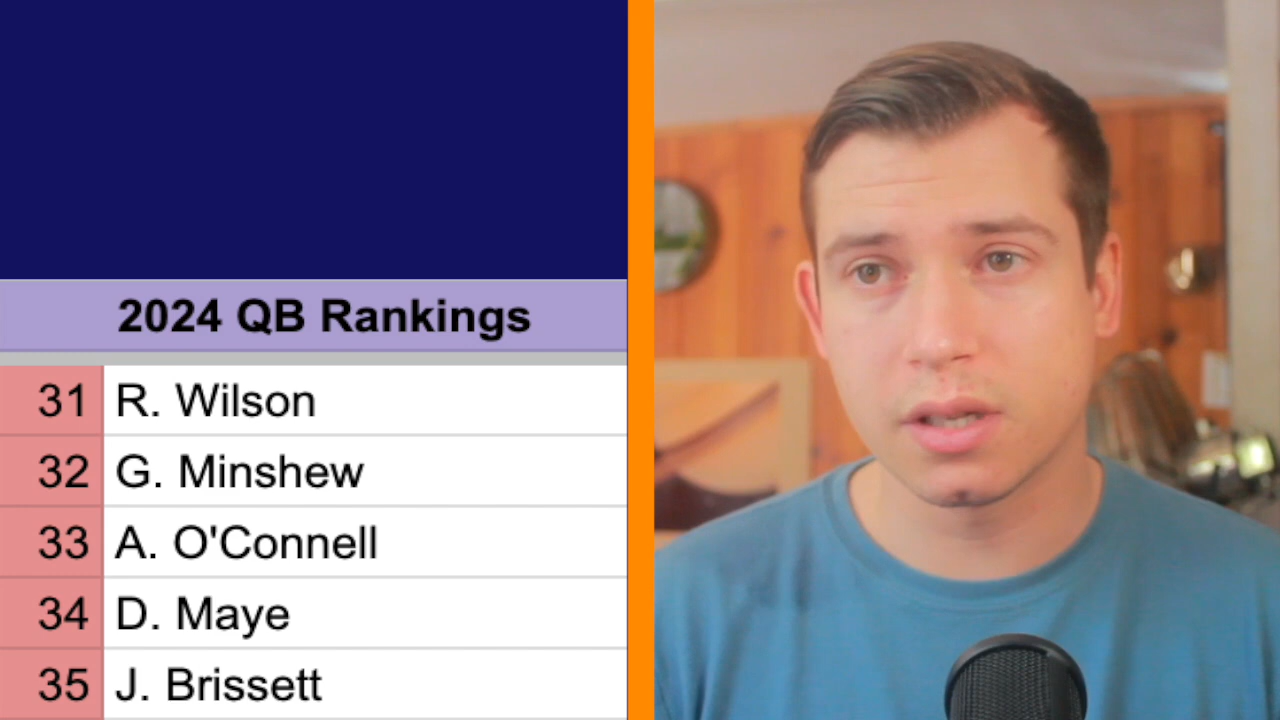 2024 QB Rankings
31 R. Wilson
32 G. Minshew
33 A. O'Connell
34 D. Maye
35 J. Brissett